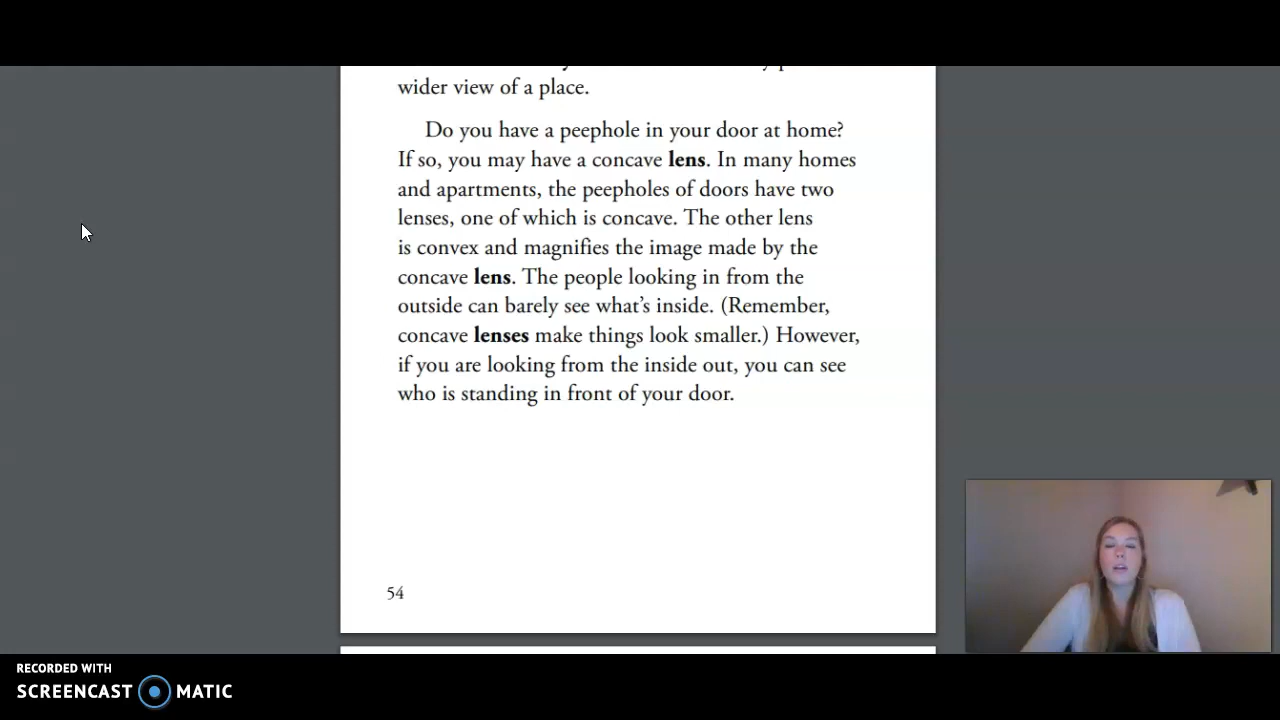 wider view of a place.
Do you have a peephole in your door at home?
If so, you may have a concave lens. In many homes
and apartments, the peepholes of doors have two
lenses, one of which is concave. The other lens
is convex and magnifies the image made by the
concave lens. The people looking in from the
outside can barely see what's inside. (Remember,
concave lenses make things look smaller.) However,
if you are looking from the inside out, you can see
who is standing in front of your door.
54
RECORDED WITH
SCREENCAST MATIC